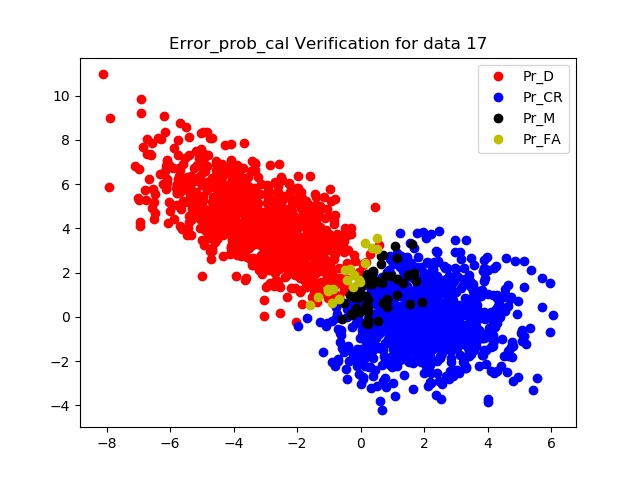 Error_prob_cal Verification for data 17
Pr_D
Pr_CR
Pr_M
Pr_FA
10
8
6
4
2
0
−2
−4
−8 −6 −4 −2 0 2 4 6